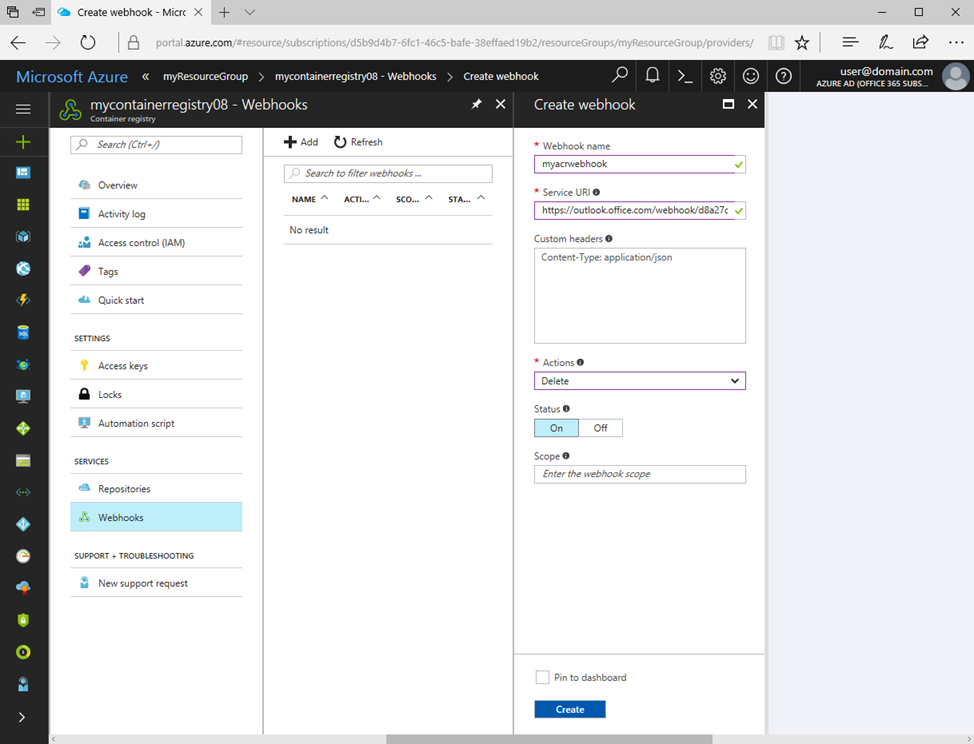 Create webhook - Micro
portal.azure.com/#resource/subscriptions/d5b9d4b7-6fc1-46c5-bafe-38effaed19b2/resourceGroups/myResourceGroup/providers/
Microsoft Azure « myResourceGroup > mycontainerregistry08 - Webhooks > Create webhook
user@domain.com
AZURE AD (OFFICE 365 SUBS...
mycontainerregistry08 - Webhooks
Container registry
Search (Ctrl+/)
Overview
Activity log
Access control (IAM)
Tags
Quick start
SETTINGS
Access keys
Locks
Automation script
SERVICES
Repositories
Webhooks
SUPPORT + TROUBLESHOOTING
New support request
Add Refresh
Search to filter webhooks ...
NAME ACTI... SCO... STA...
No result
Create webhook
* Webhook name
myacrwebhook
* Service URI
https://outlook.office.com/webhook/d8a27c
Custom headers
Content-Type: application/json
* Actions
Delete
Status
On Off
Scope
Enter the webhook scope
Pin to dashboard
Create